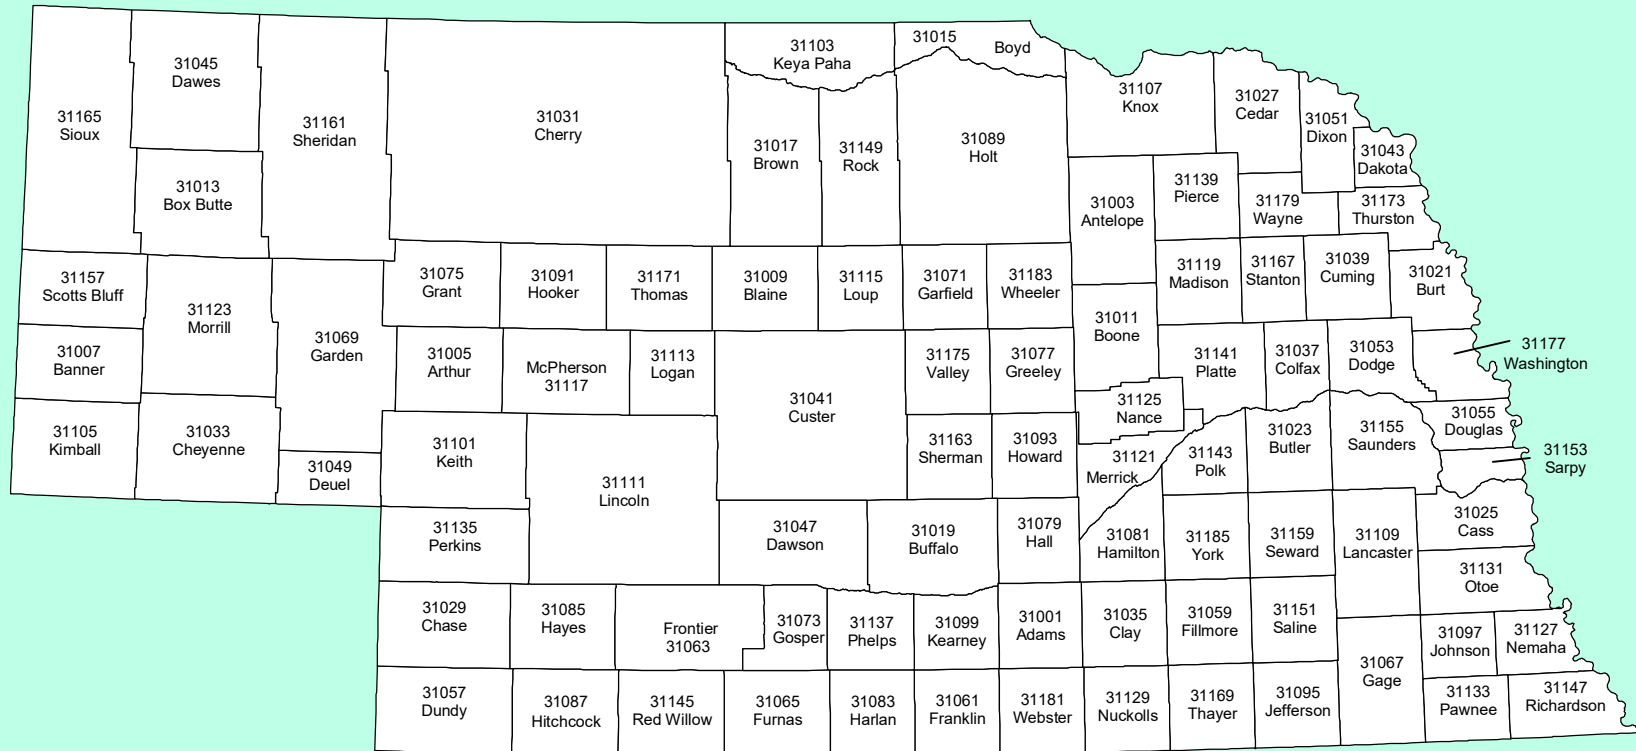 31165
Sioux
31045
Dawes
31013
Box Butte
31161
Sheridan
31031
Cherry
31103
Keya Paha
31015
Boyd
31017
Brown
31149
Rock
31089
Holt
31107
Knox
31027
Cedar
31051
Dixon
31043
Dakota
31003
Antelope
31139
Pierce
31179
Wayne
31173
Thurston
31157
Scotts Bluff
31123
Morrill
31069
Garden
31075
Grant
31091
Hooker
31171
Thomas
31009
Blaine
31115
Loup
31071
Garfield
31183
Wheeler
31119
Madison
31167
Stanton
31039
Cuming
31021
Burt
31007
Banner
31005
Arthur
McPherson
31117
31113
Logan
31041
Custer
31175
Valley
31077
Greeley
31011
Boone
31141
Platte
31037
Colfax
31053
Dodge
31177
Washington
31105
Kimball
31033
Cheyenne
31049
Deuel
31101
Keith
31111
Lincoln
31163
Sherman
31093
Howard
31125
Nance
31121
Merrick
31143
Polk
31023
Butler
31155
Saunders
31055
Douglas
31153
Sarpy
31135
Perkins
31047
Dawson
31019
Buffalo
31079
Hall
31081
Hamilton
31185
York
31159
Seward
31109
Lancaster
31025
Cass
31131
Otoe
31029
Chase
31085
Hayes
Frontier
31063
31073
Gosper
31137
Phelps
31099
Kearney
31001
Adams
31035
Clay
31059
Fillmore
31151
Saline
31067
Gage
31097
Johnson
31127
Nemaha
31057
Dundy
31087
Hitchcock
31145
Red Willow
31065
Furnas
31083
Harlan
31061
Franklin
31181
Webster
31129
Nuckolls
31169
Thayer
31095
Jefferson
31133
Pawnee
31147
Richardson